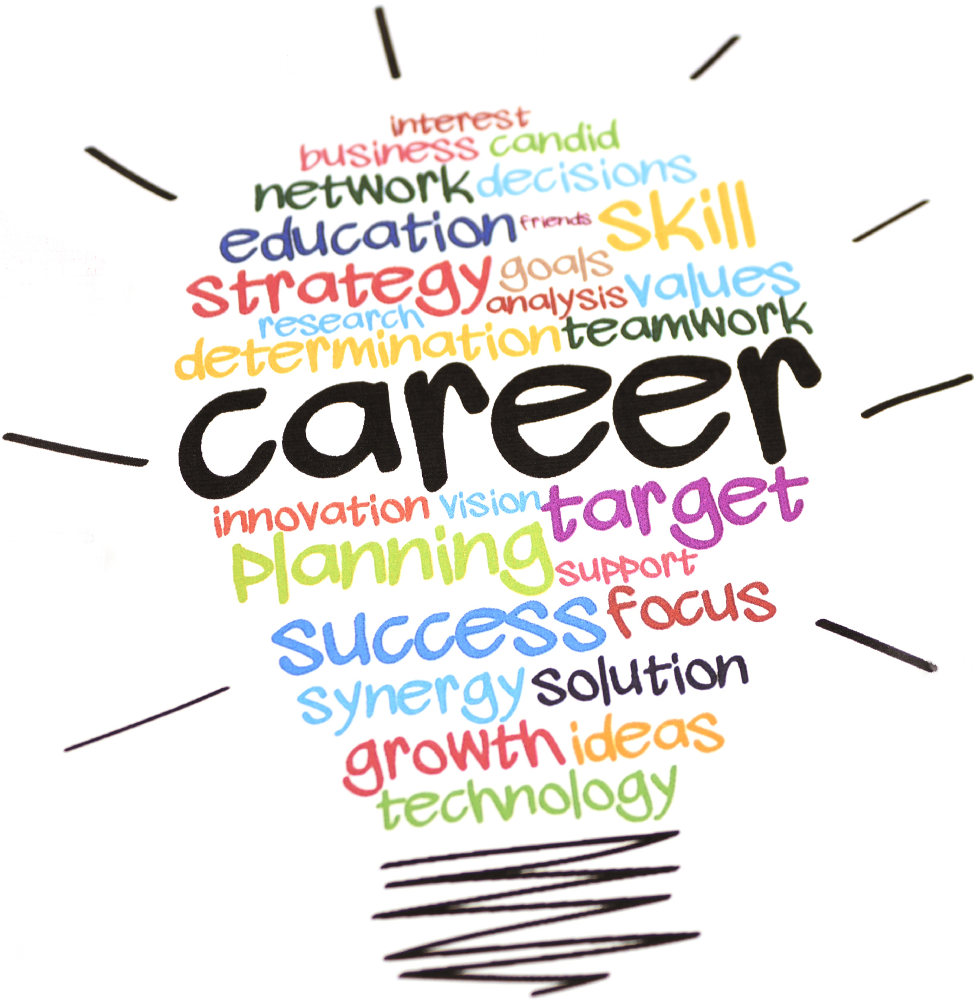 interest
business candid
network decisions
education friends skill
strategy goals
analysis values
research
determination teamwork
career
innovation vision target
planning support
success focus
synergy solution
growth ideas
technology